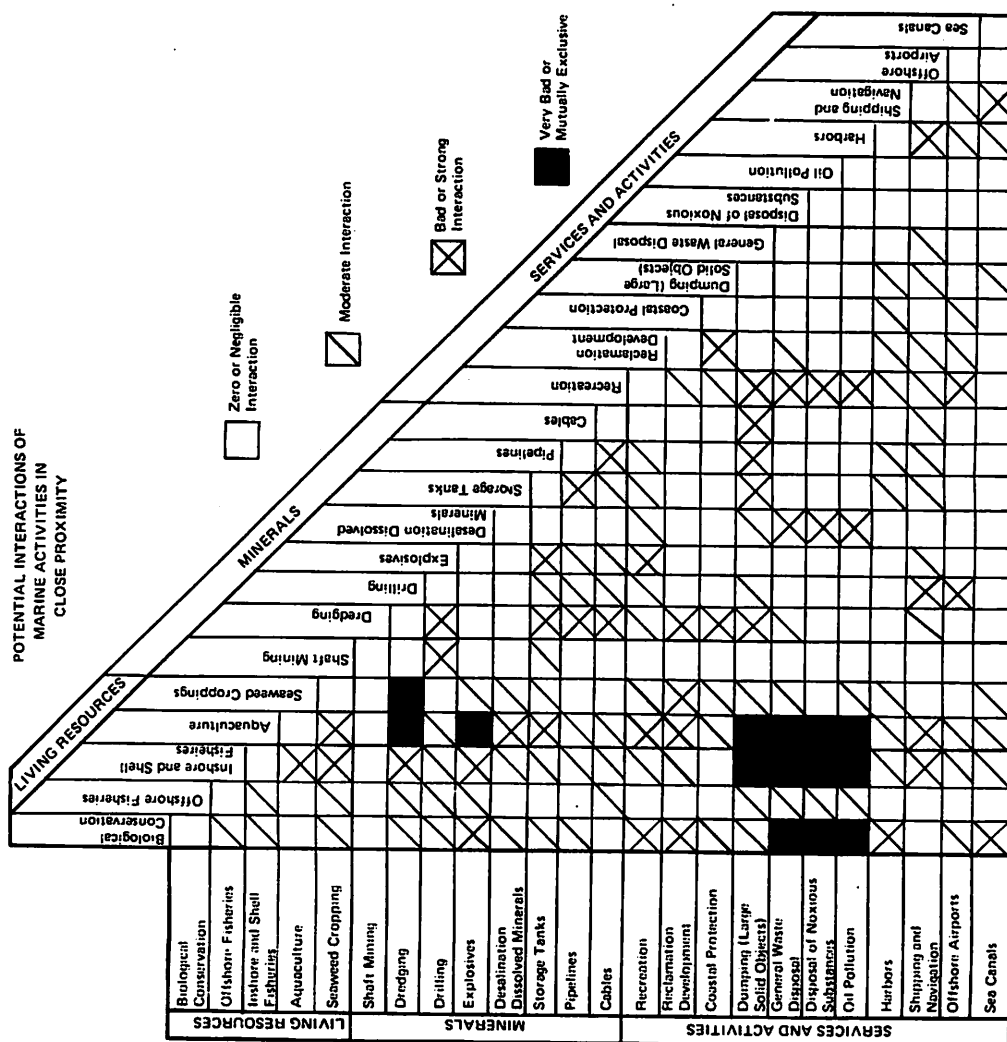 POTENTIAL INTERACTIONS OF
MARINE ACTIVITIES IN
CLOSE PROXIMITY
Zero or Negligible
Interaction
Moderate Interaction
Bad or Strong
Interaction
Very Bad or
Mutually Exclusive
LIVING RESOURCES
MINERALS
SERVICES AND ACTIVITIES
Biological
Conservation
Offshore Fisheries
Inshore and Shell
Fisheires
Aquaculture
Seaweed Croppings
Shaft Mining
Dredging
Drilling
Explosives
Desalination Dissolved
Minerals
Storage Tanks
Pipelines
Cables
Recreation
Reclamation
Development
Coastal Protection
Dumping (Large
Solid Objects)
General Waste Disposal
Disposal of Noxious
Substances
Oil Pollution
Harbors
Shipping and
Navigation
Offshore
Airports
Sea Canals
LIVING RESOURCES
Biological
Conservation
Offshore Fisheries
Inshore and Shell
Fisheries
Aquaculture
Seaweed Cropping
MINERALS
Shaft Mining
Dredging
Drilling
Explosives
Desalination
Dissolved Minerals
Storage Tanks
Pipelines
Cables
SERVICES AND ACTIVITIES
Recreation
Reclamation
Development
Coastal Protection
Dumping (Large
Solid Objects)
General Waste
Disposal
Disposal of Noxious
Substances
Oil Pollution
Harbors
Shipping and
Navigation
Offshore Airports
Sea Canals